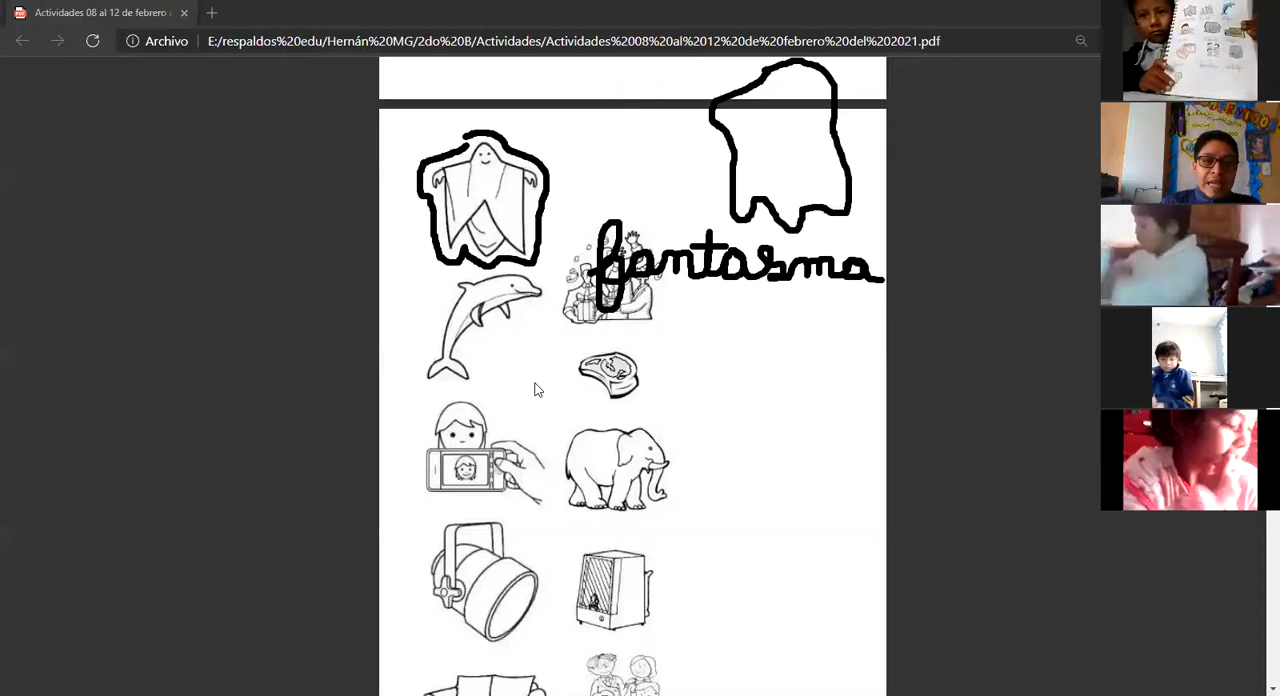 Actividades 08 al 12 de febrero
Archivo
E:/respaldos%20edu/Hernán%20MG/2do%20B/Actividades/Actividades%2008%20al%2012%20de%20febrero%20del%202021.pdf
fantasma